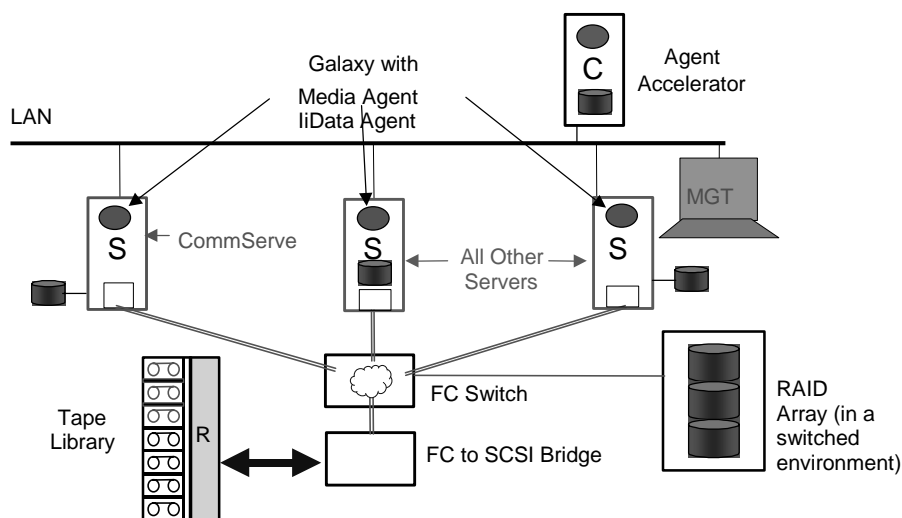 Galaxy with
Media Agent
IiData Agent
C
Agent
Accelerator
LAN
S
CommServe
S
All Other
Servers
S
MGT
FC Switch
RAID
Array (in a
switched
environment)
Tape
Library
R
FC to SCSI Bridge